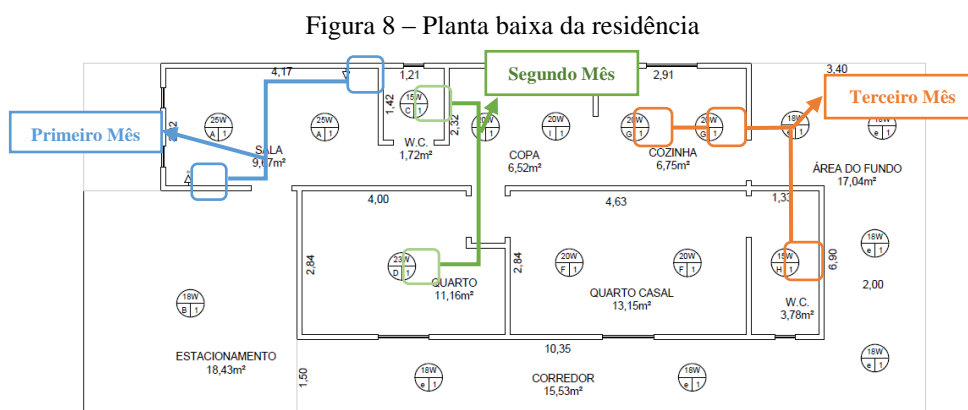 Figura 8 – Planta baixa da residência
4,17
1,21
Segundo Mês
2,91
3,40
Terceiro Mês
Primeiro Mês
25W
A 1
25W
A 1
1,42
15W
C 1
2,32
20W
I 1
20W
G 1
20W
G 1
18W
e 1
18W
e 1
SALA
9,67m²
W.C.
1,72m²
COPA
6,52m²
COZINHA
6,75m²
ÁREA DO FUNDO
17,04m²
4,00
4,63
1,33
2,84
23W
D 1
QUARTO
11,16m²
2,84
20W
F 1
20W
F 1
QUARTO CASAL
13,15m²
15W
H 1
W.C.
3,78m²
6,90
18W
e 1
2,00
18W
B 1
ESTACIONAMENTO
18,43m²
10,35
1,50
18W
e 1
CORREDOR
15,53m²
18W
e 1
18W
e 1